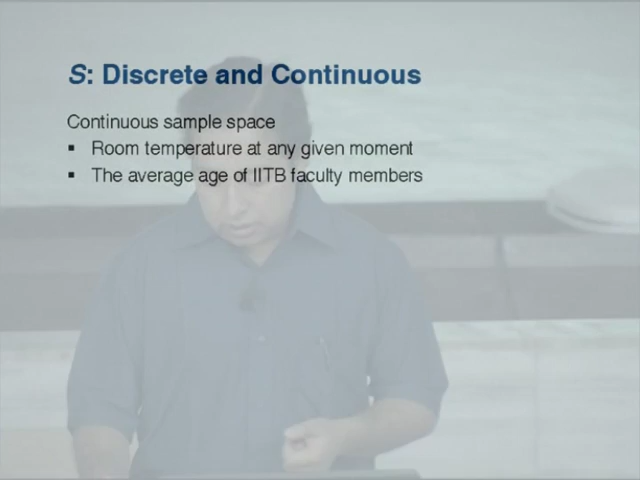 S: Discrete and Continuous
Continuous sample space
▪ Room temperature at any given moment
▪ The average age of IITB faculty members